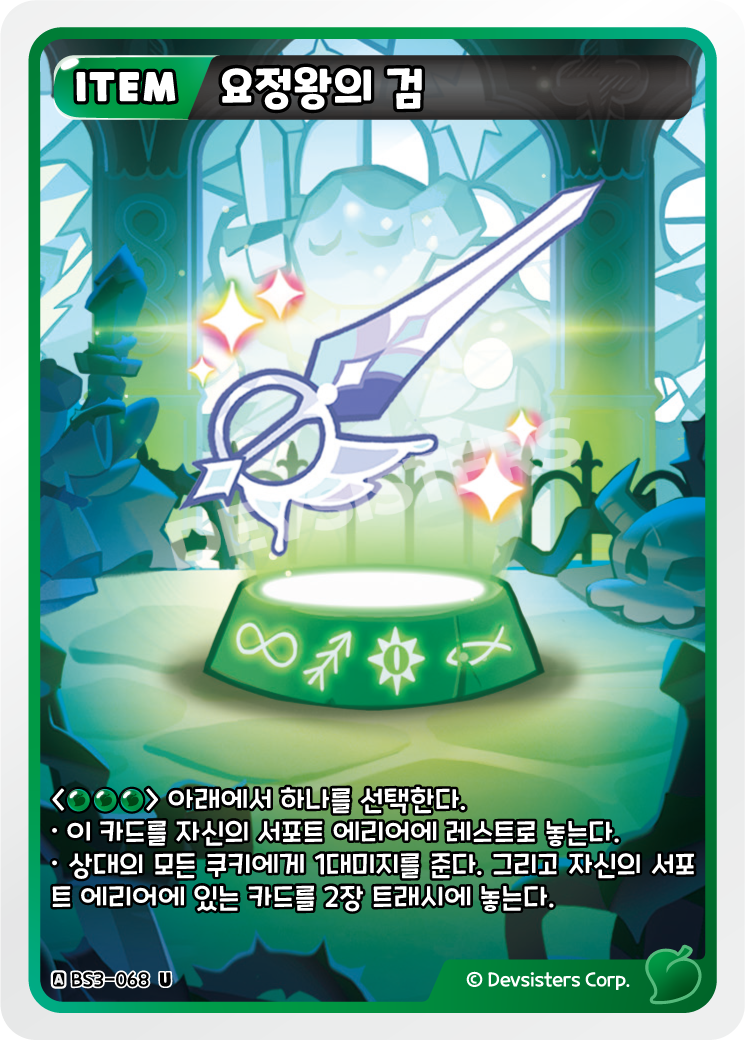 ITEM 요정왕의 검
DEVSISTERS
<●●●> 아래에서 하나를 선택한다.
· 이 카드를 자신의 서포트 에리어에 레스트로 놓는다.
· 상대의 모든 쿠키에게 1대미지를 준다. 그리고 자신의 서포
트 에리어에 있는 카드를 2장 트래시에 놓는다.
A BS3-068 U © Devsisters Corp.